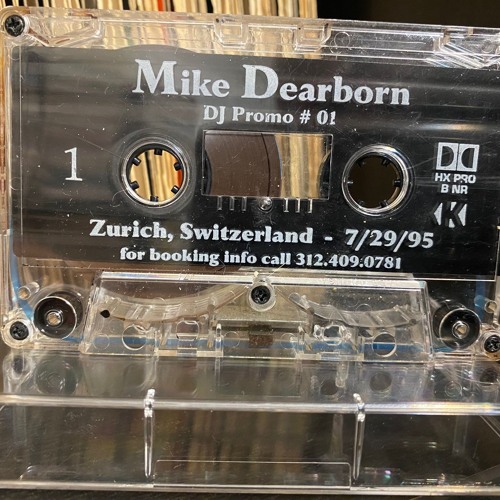 Mike Dearborn
DJ Promo # 01
1
HX PRO
B NR
K
Zurich, Switzerland - 7/29/95
for booking info call 312.409.0781